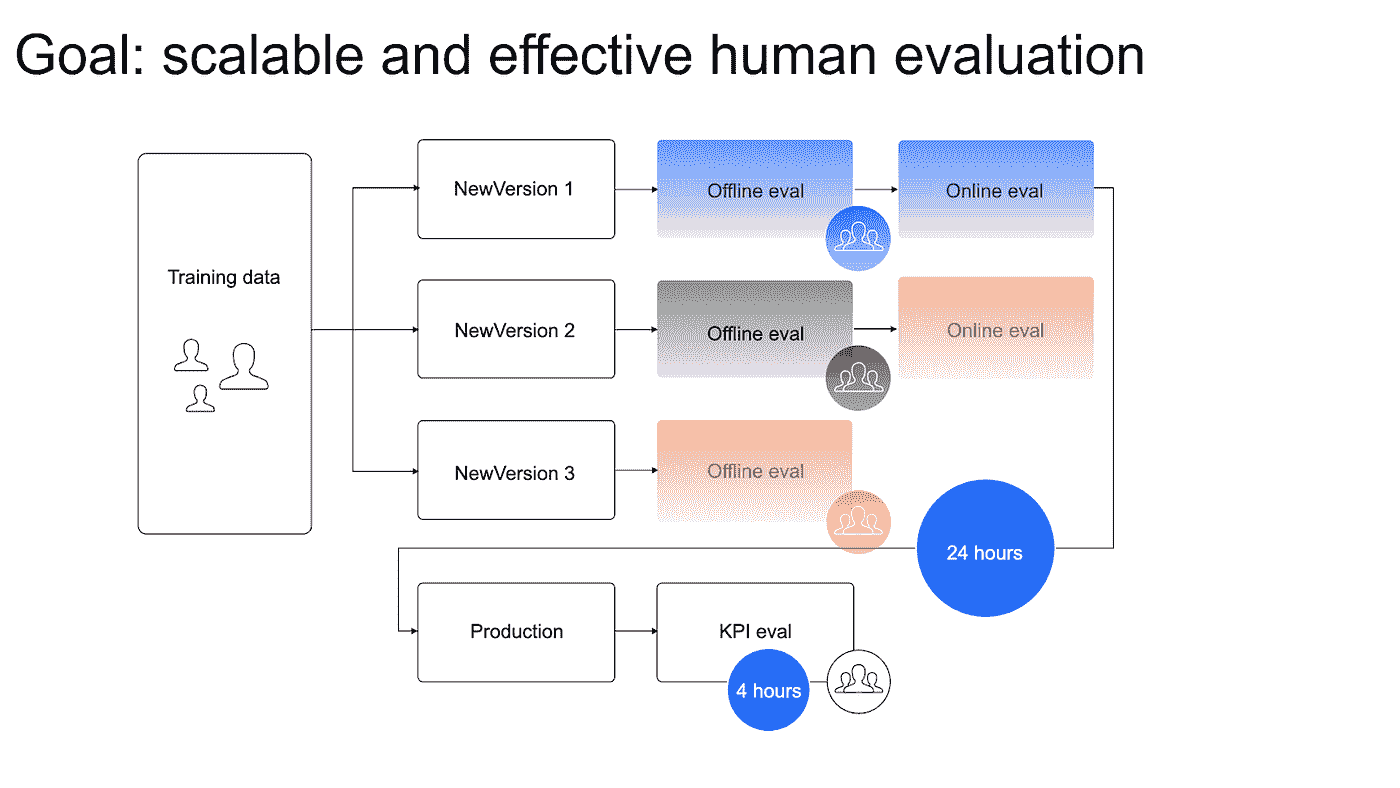 Goal: scalable and effective human evaluation
Training data
NewVersion 1
Offline eval
Online eval
NewVersion 2
Offline eval
Online eval
NewVersion 3
Offline eval
24 hours
Production
KPI eval
4 hours